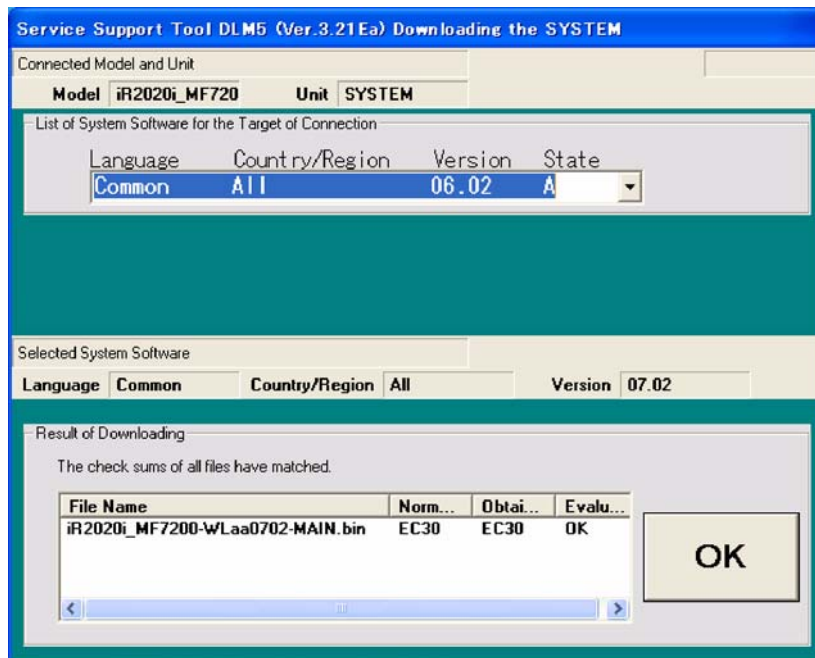 Service Support Tool DLM5 (Ver.3.21Ea) Downloading the SYSTEM
Connected Model and Unit
Model iR2020i_MF720 Unit SYSTEM
List of System Software for the Target of Connection
Language Country/Region Version State
Common All 06.02 A
Selected System Software
Language Common Country/Region All Version 07.02
Result of Downloading
The check sums of all files have matched.
File Name Norm... Obtai... Evalu...
iR2020i_MF7200-WLaa0702-MAIN.bin EC30 EC30 OK
OK